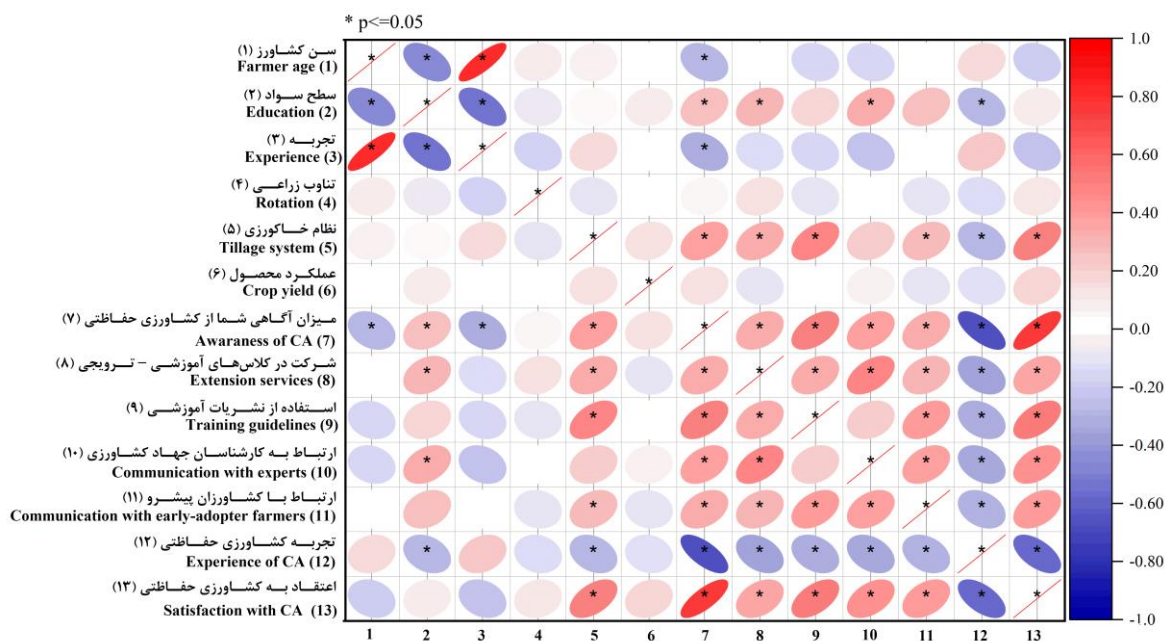 * p<=0.05
سن کشاورز (۱)
Farmer age (1)
سطح سواد (۲)
Education (2)
تجربه (۳)
Experience (3)
تناوب زراعی (۴)
Rotation (4)
نظام خاکورزی (۵)
Tillage system (5)
عملکرد محصول (۶)
Crop yield (6)
میزان آگاهی شما از کشاورزی حفاظتی (۷)
Awaraness of CA (7)
شرکت در کلاس‌های آموزشی - ترویجی (۸)
Extension services (8)
استفاده از نشریات آموزشی (۹)
Training guidelines (9)
ارتباط به کارشناسان جهاد کشاورزی (۱۰)
Communication with experts (10)
ارتباط با کشاورزان پیشرو (۱۱)
Communication with early-adopter farmers (11)
تجربه کشاورزی حفاظتی (۱۲)
Experience of CA (12)
اعتقاد به کشاورزی حفاظتی (۱۳)
Satisfaction with CA (13)
1 2 3 4 5 6 7 8 9 10 11 12 13
1.0
0.80
0.60
0.40
0.20
0.0
-0.20
-0.40
-0.60
-0.80
-1.0